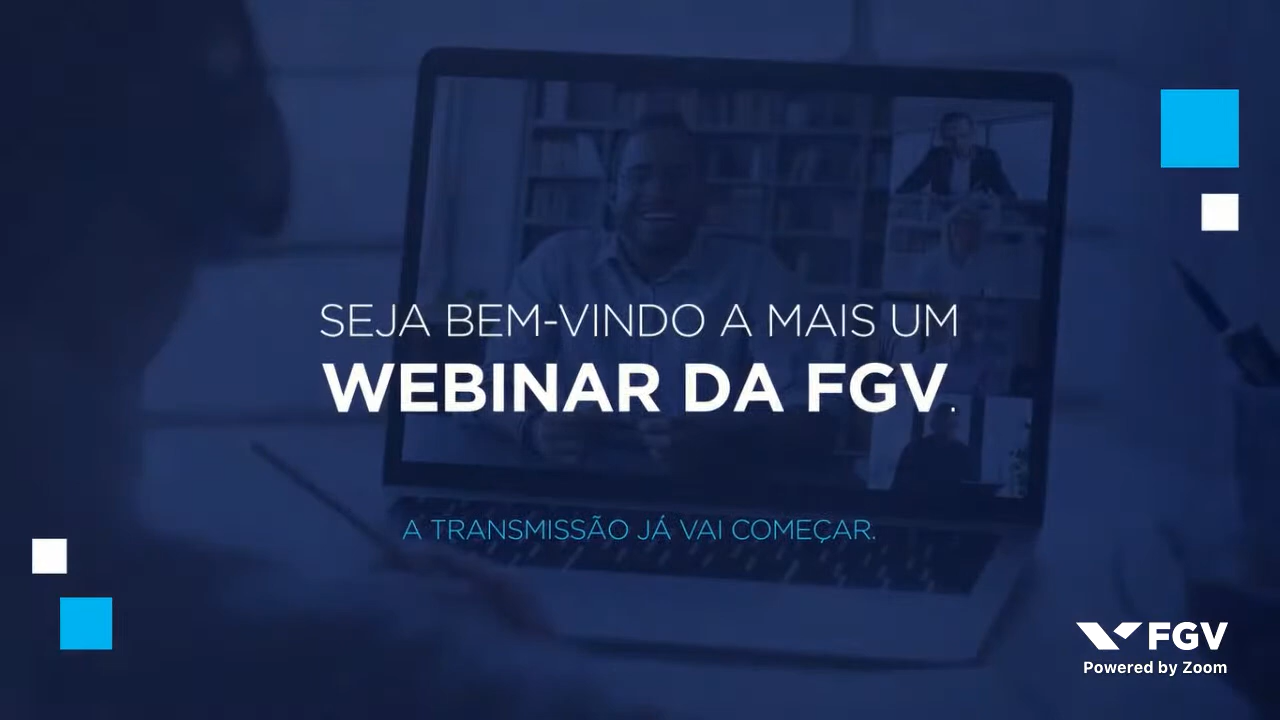 SEJA BEM-VINDO A MAIS UM
WEBINAR DA FGV.
A TRANSMISSÃO JÁ VAI COMEÇAR.
FGV
Powered by Zoom